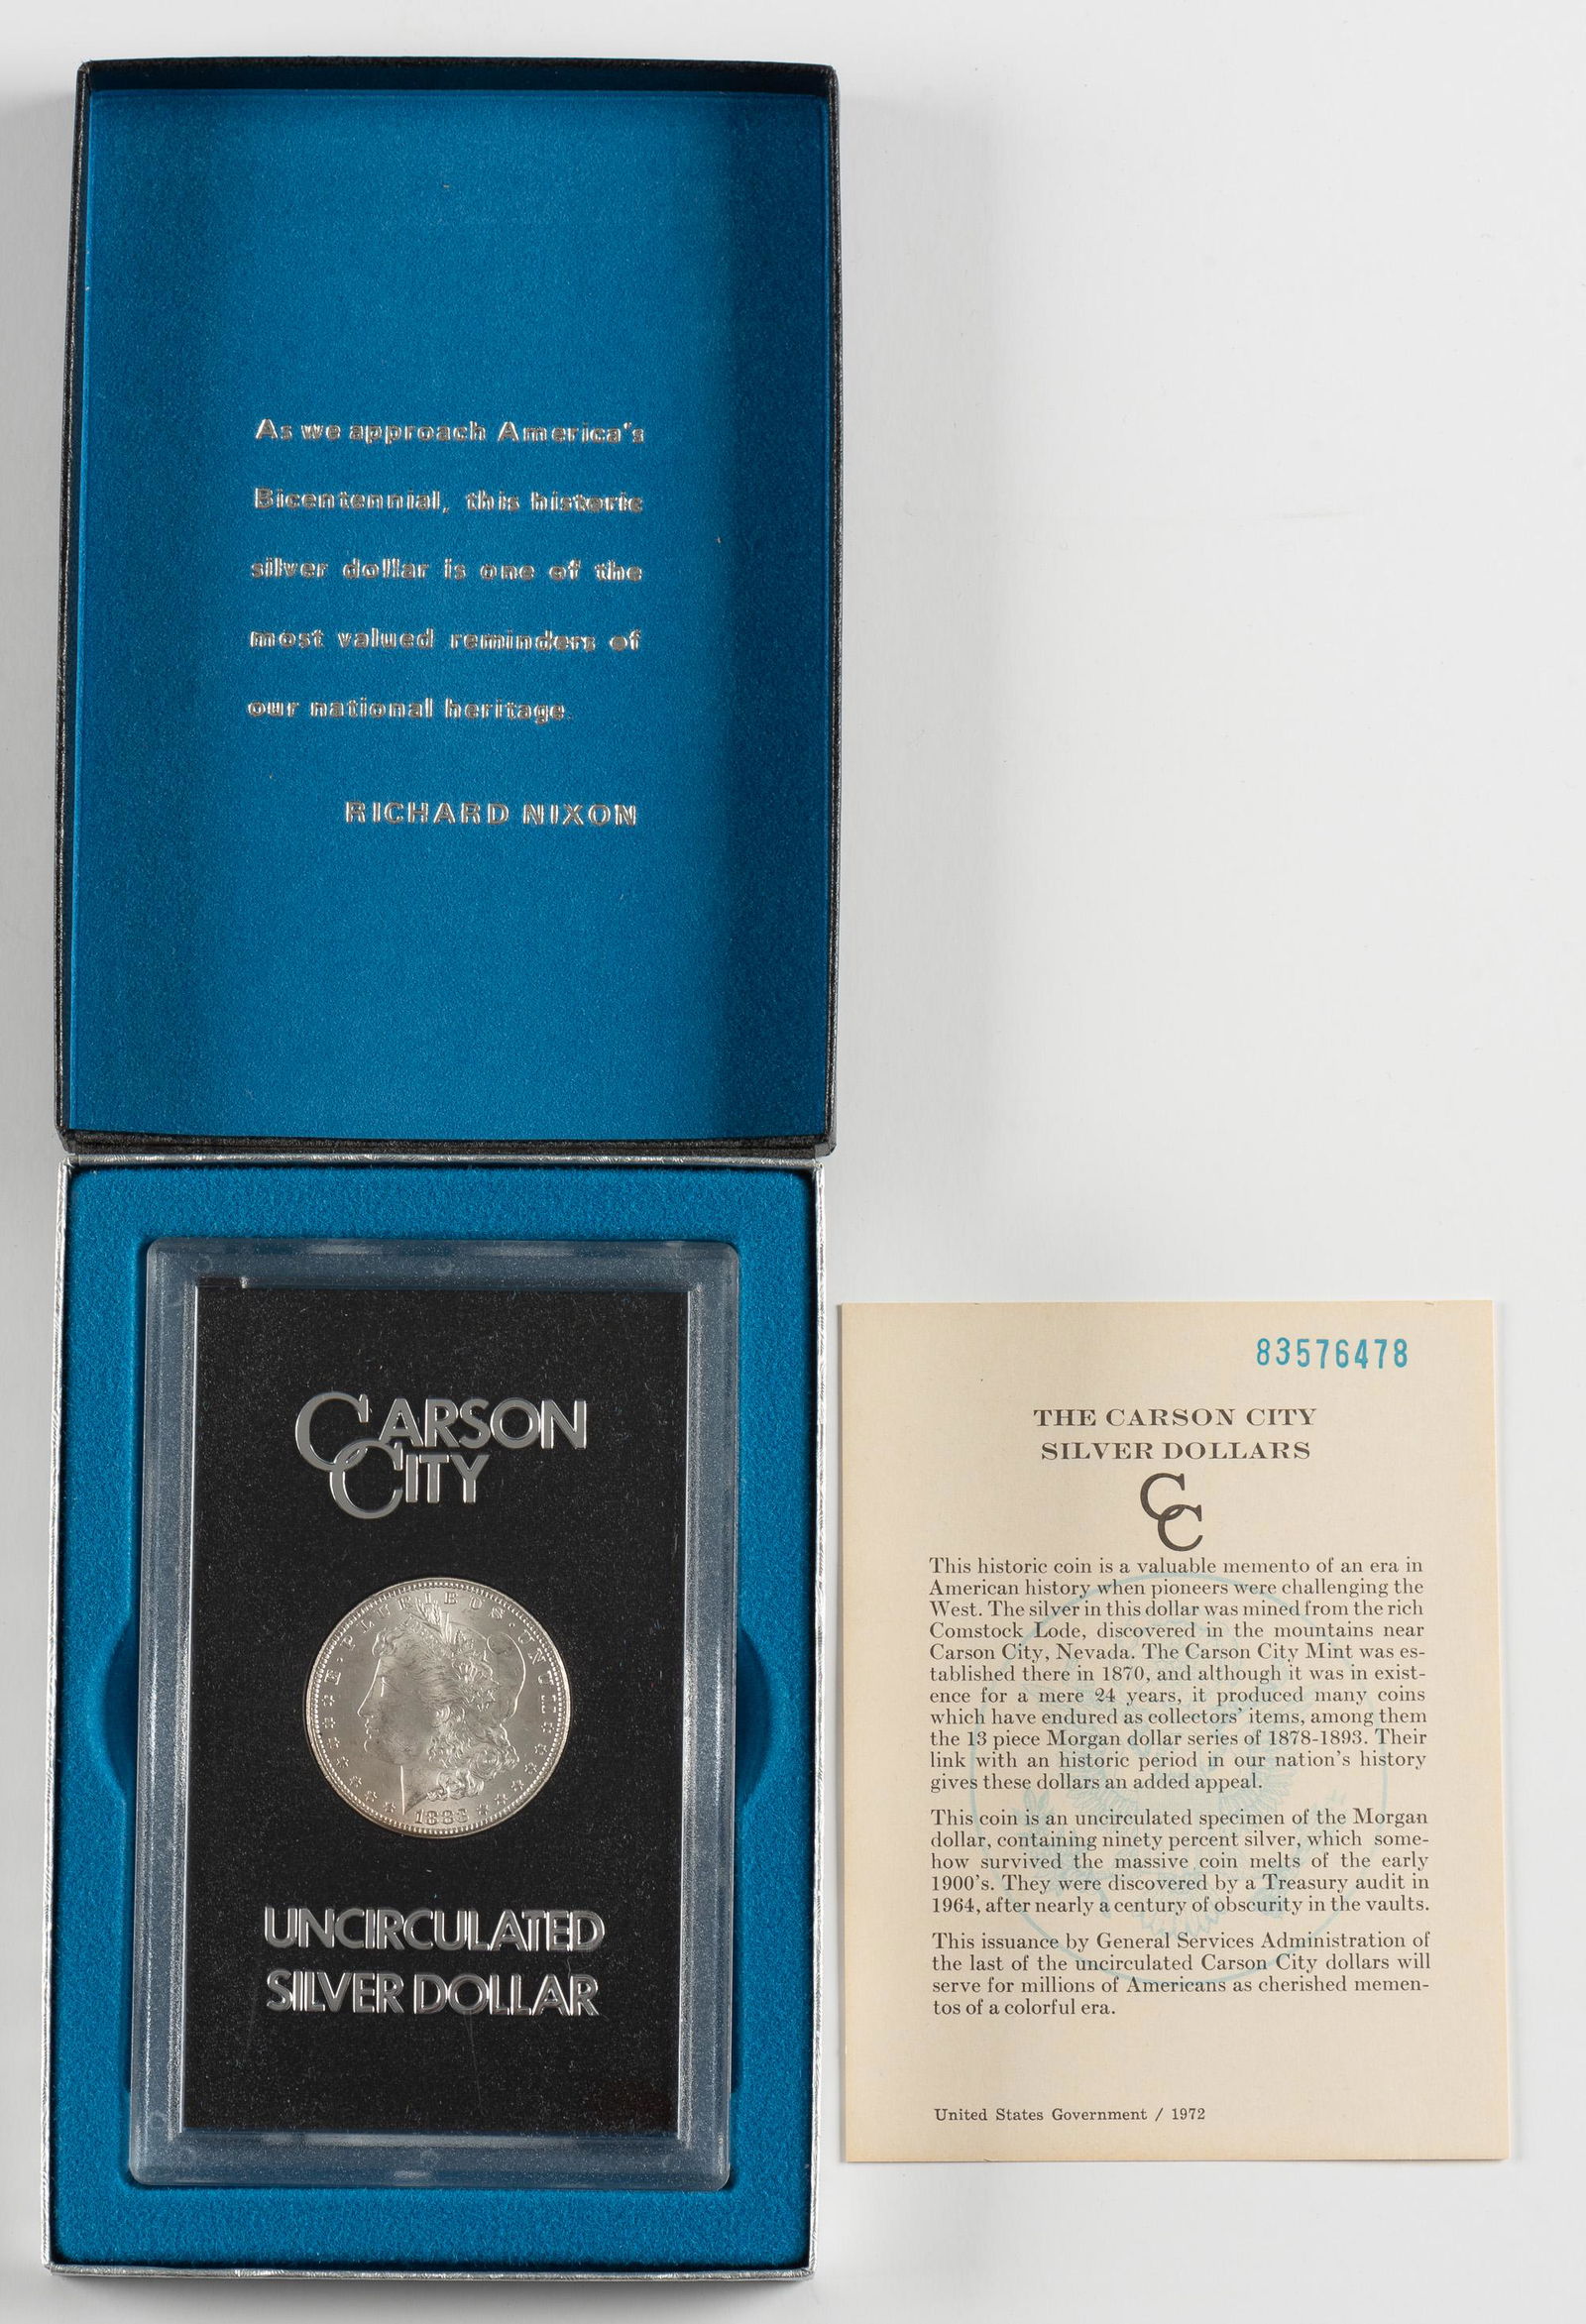 As we approach America's
Bicentennial, this historic
silver dollar is one of the
most valued reminders of
our national heritage.
RICHARD NIXON
CARSON
CITY
E·PLURIBUS·UNUM
1883
UNCIRCULATED
SILVER DOLLAR
83576478
THE CARSON CITY
SILVER DOLLARS
CC
This historic coin is a valuable memento of an era in
American history when pioneers were challenging the
West. The silver in this dollar was mined from the rich
Comstock Lode, discovered in the mountains near
Carson City, Nevada. The Carson City Mint was es-
tablished there in 1870, and although it was in exist-
ence for a mere 24 years, it produced many coins
which have endured as collectors' items, among them
the 13 piece Morgan dollar series of 1878-1893. Their
link with an historic period in our nation's history
gives these dollars an added appeal.
This coin is an uncirculated specimen of the Morgan
dollar, containing ninety percent silver, which some-
how survived the massive coin melts of the early
1900's. They were discovered by a Treasury audit in
1964, after nearly a century of obscurity in the vaults.
This issuance by General Services Administration of
the last of the uncirculated Carson City dollars will
serve for millions of Americans as cherished memen-
tos of a colorful era.
United States Government / 1972